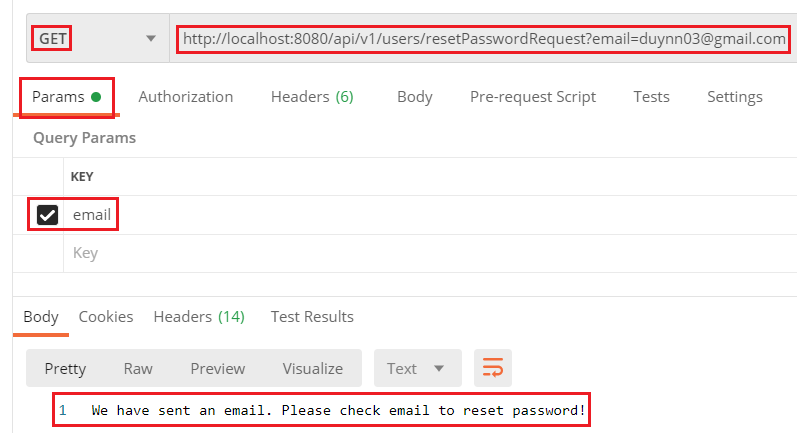 GET http://localhost:8080/api/v1/users/resetPasswordRequest?email=duynn03@gmail.com
Params Authorization Headers (6) Body Pre-request Script Tests Settings
Query Params
KEY
email
Key
Body Cookies Headers (14) Test Results
Pretty Raw Preview Visualize Text
1 We have sent an email. Please check email to reset password!